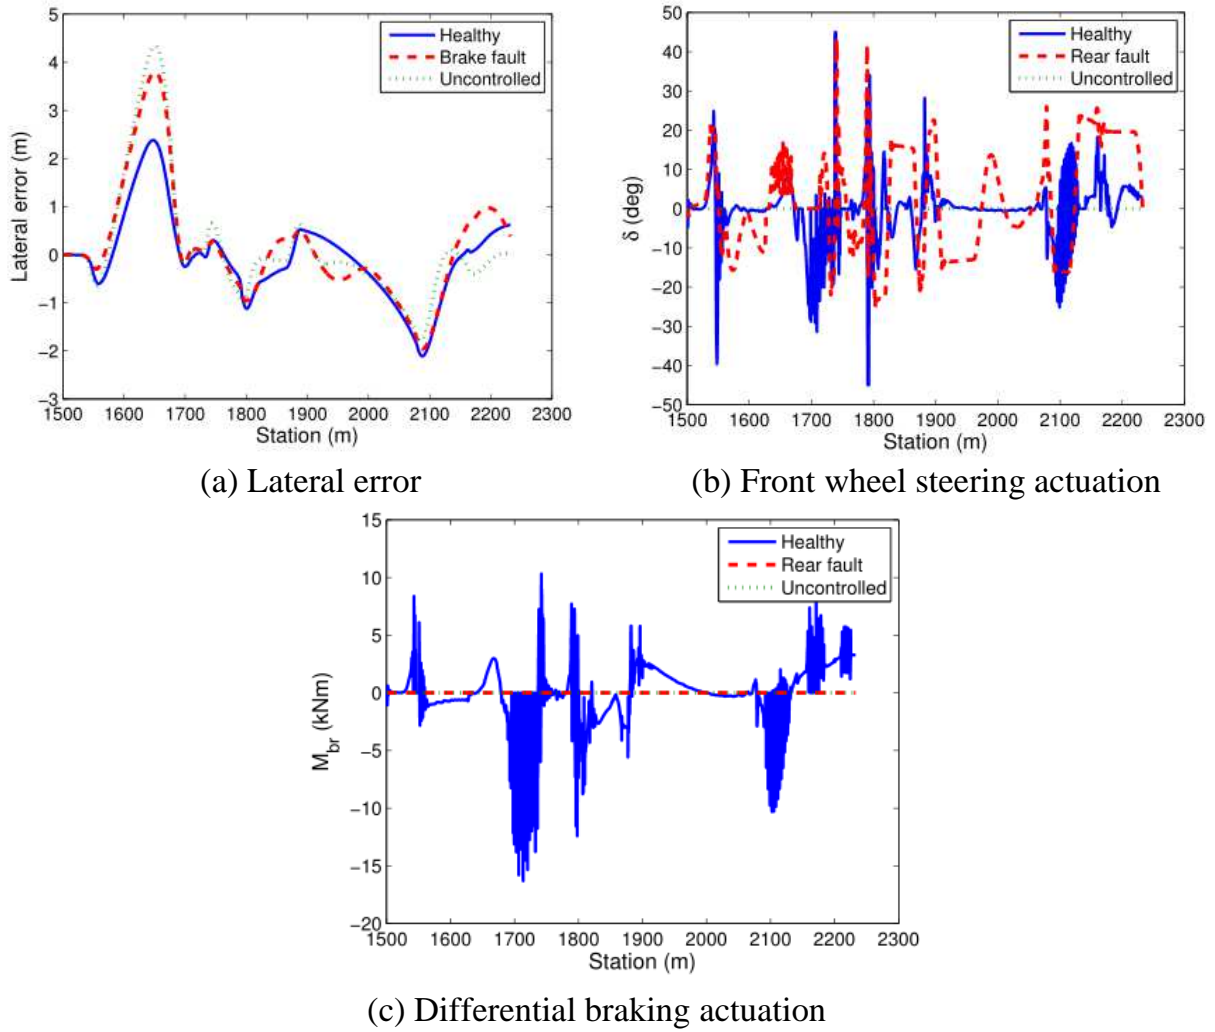 5
4
3
2
1
0
−1
−2
−3
1500 1600 1700 1800 1900 2000 2100 2200 2300
Lateral error (m)
Station (m)
Healthy
Brake fault
Uncontrolled
(a) Lateral error
50
40
30
20
10
0
−10
−20
−30
−40
−50
1500 1600 1700 1800 1900 2000 2100 2200 2300
δ (deg)
Station (m)
Healthy
Rear fault
Uncontrolled
(b) Front wheel steering actuation
15
10
5
0
−5
−10
−15
−20
1500 1600 1700 1800 1900 2000 2100 2200 2300
M_br (kNm)
Station (m)
Healthy
Rear fault
Uncontrolled
(c) Differential braking actuation